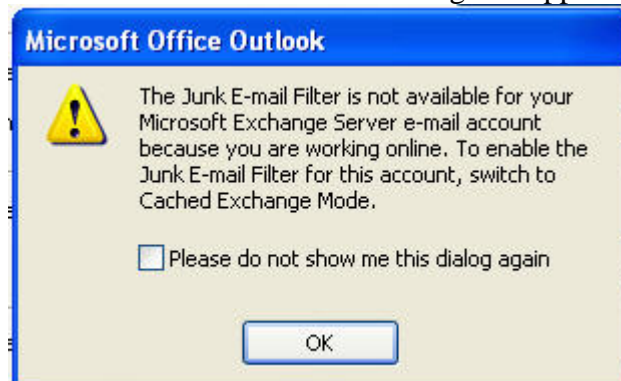 Microsoft Office Outlook
The Junk E-mail Filter is not available for your
Microsoft Exchange Server e-mail account
because you are working online. To enable the
Junk E-mail Filter for this account, switch to
Cached Exchange Mode.
Please do not show me this dialog again
OK